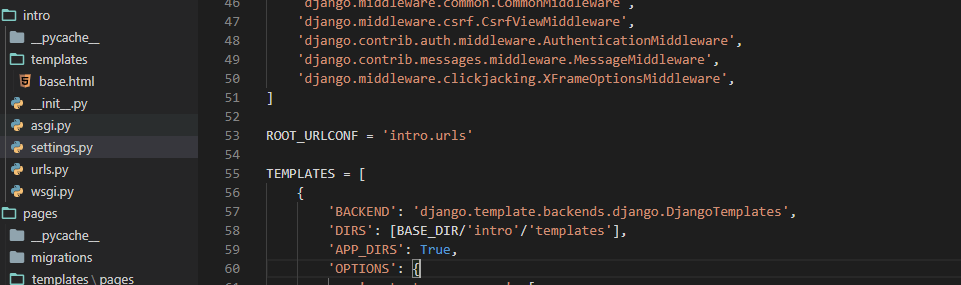 intro
__pycache__
templates
base.html
__init__.py
asgi.py
settings.py
urls.py
wsgi.py
pages
__pycache__
migrations
templates \ pages
46 'django.middleware.common.CommonMiddleware',
47 'django.middleware.csrf.CsrfViewMiddleware',
48 'django.contrib.auth.middleware.AuthenticationMiddleware',
49 'django.contrib.messages.middleware.MessageMiddleware',
50 'django.middleware.clickjacking.XFrameOptionsMiddleware',
51 ]
52
53 ROOT_URLCONF = 'intro.urls'
54
55 TEMPLATES = [
56 {
57 'BACKEND': 'django.template.backends.django.DjangoTemplates',
58 'DIRS': [BASE_DIR/'intro'/'templates'],
59 'APP_DIRS': True,
60 'OPTIONS': {